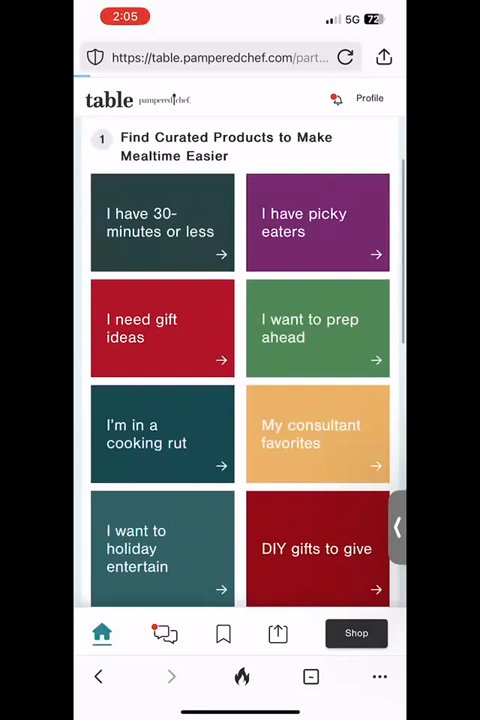 2:05
5G 72
https://table.pamperedchef.com/part...
table pampered chef.
Profile
1 Find Curated Products to Make
Mealtime Easier
I have 30-
minutes or less
I have picky
eaters
I need gift
ideas
I want to prep
ahead
I'm in a
cooking rut
My consultant
favorites
I want to
holiday
entertain
DIY gifts to give
Shop